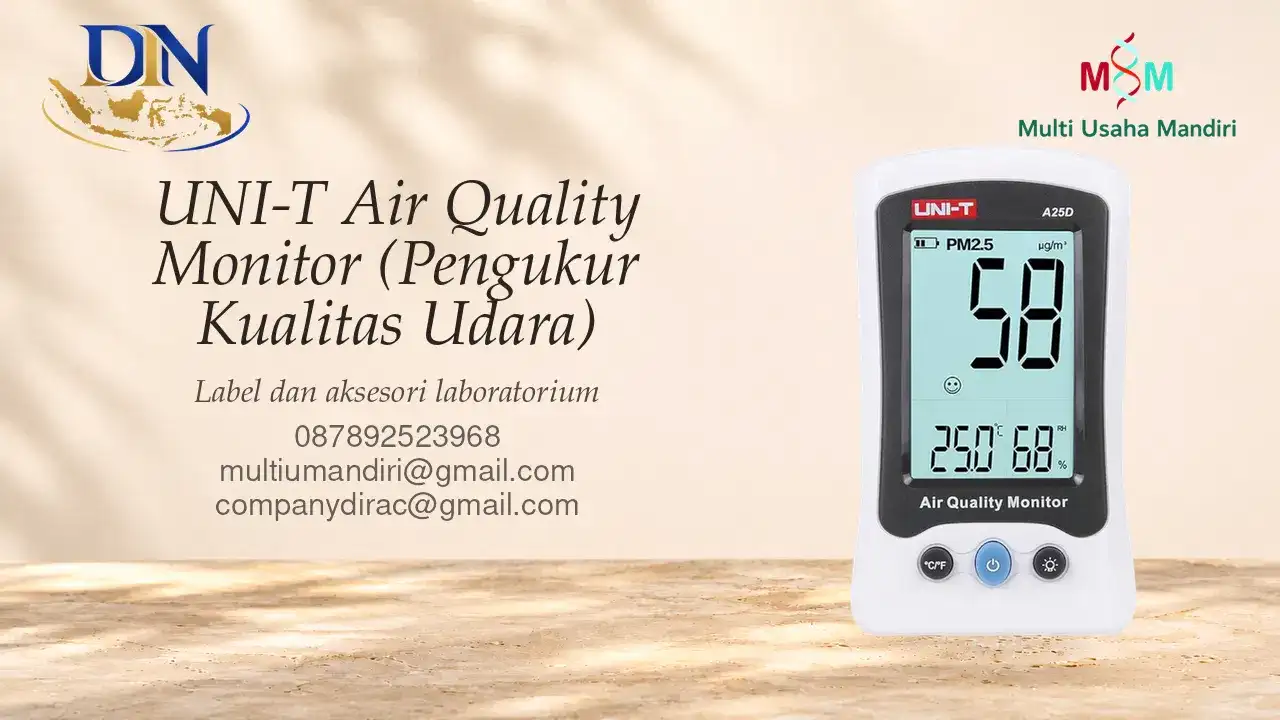 DIN
M M
Multi Usaha Mandiri
UNI-T Air Quality
Monitor (Pengukur
Kualitas Udara)
Label dan aksesori laboratorium
087892523968
multiumandiri@gmail.com
companydirac@gmail.com
UNI-T A25D
PM2.5 µg/m³
58
25.0 °C 68 RH %
Air Quality Monitor
°C/°F